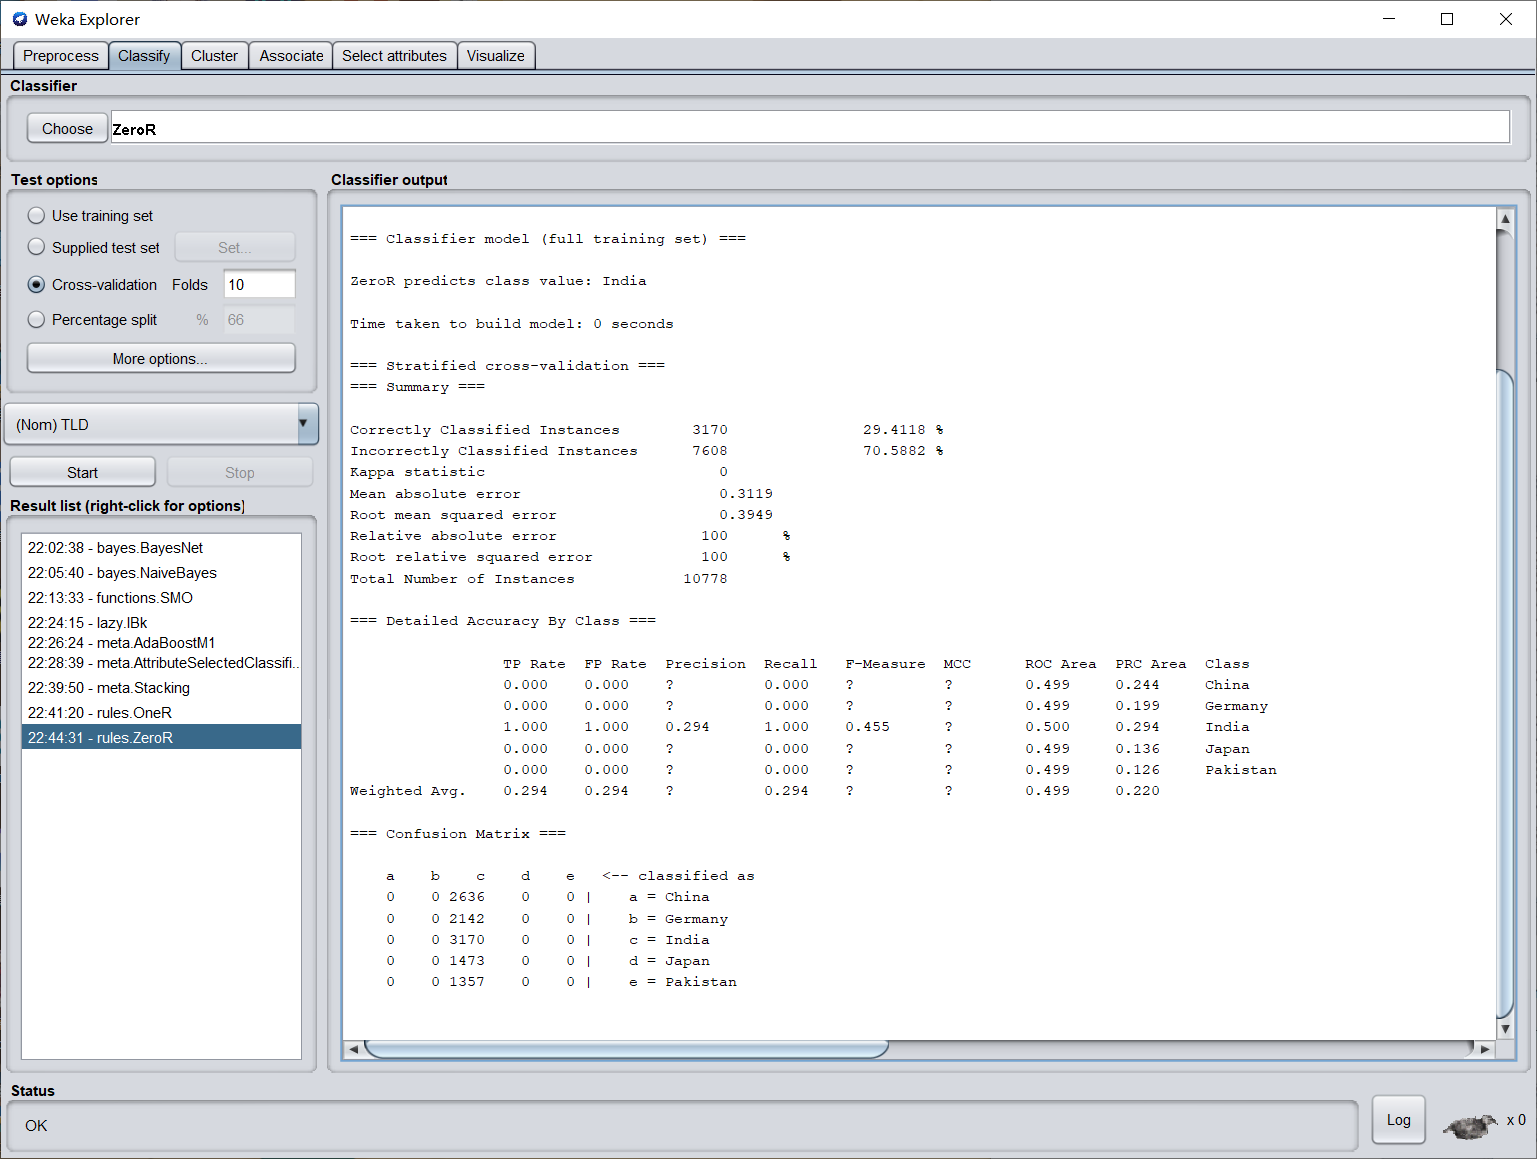 Weka Explorer
Preprocess Classify Cluster Associate Select attributes Visualize
Classifier
Choose ZeroR
Test options
Use training set
Supplied test set Set...
Cross-validation Folds 10
Percentage split % 66
More options...
(Nom) TLD
Start Stop
Result list (right-click for options)
22:02:38 - bayes.BayesNet
22:05:40 - bayes.NaiveBayes
22:13:33 - functions.SMO
22:24:15 - lazy.IBk
22:26:24 - meta.AdaBoostM1
22:28:39 - meta.AttributeSelectedClassifi..
22:39:50 - meta.Stacking
22:41:20 - rules.OneR
22:44:31 - rules.ZeroR
Classifier output
=== Classifier model (full training set) ===
ZeroR predicts class value: India
Time taken to build model: 0 seconds
=== Stratified cross-validation ===
=== Summary ===
Correctly Classified Instances 3170 29.4118 %
Incorrectly Classified Instances 7608 70.5882 %
Kappa statistic 0
Mean absolute error 0.3119
Root mean squared error 0.3949
Relative absolute error 100 %
Root relative squared error 100 %
Total Number of Instances 10778
=== Detailed Accuracy By Class ===
TP Rate FP Rate Precision Recall F-Measure MCC ROC Area PRC Area Class
0.000 0.000 ? 0.000 ? ? 0.499 0.244 China
0.000 0.000 ? 0.000 ? ? 0.499 0.199 Germany
1.000 1.000 0.294 1.000 0.455 ? 0.500 0.294 India
0.000 0.000 ? 0.000 ? ? 0.499 0.136 Japan
0.000 0.000 ? 0.000 ? ? 0.499 0.126 Pakistan
Weighted Avg. 0.294 0.294 ? 0.294 ? ? 0.499 0.220
=== Confusion Matrix ===
a b c d e <-- classified as
0 0 2636 0 0 | a = China
0 0 2142 0 0 | b = Germany
0 0 3170 0 0 | c = India
0 0 1473 0 0 | d = Japan
0 0 1357 0 0 | e = Pakistan
Status
OK
Log
x 0